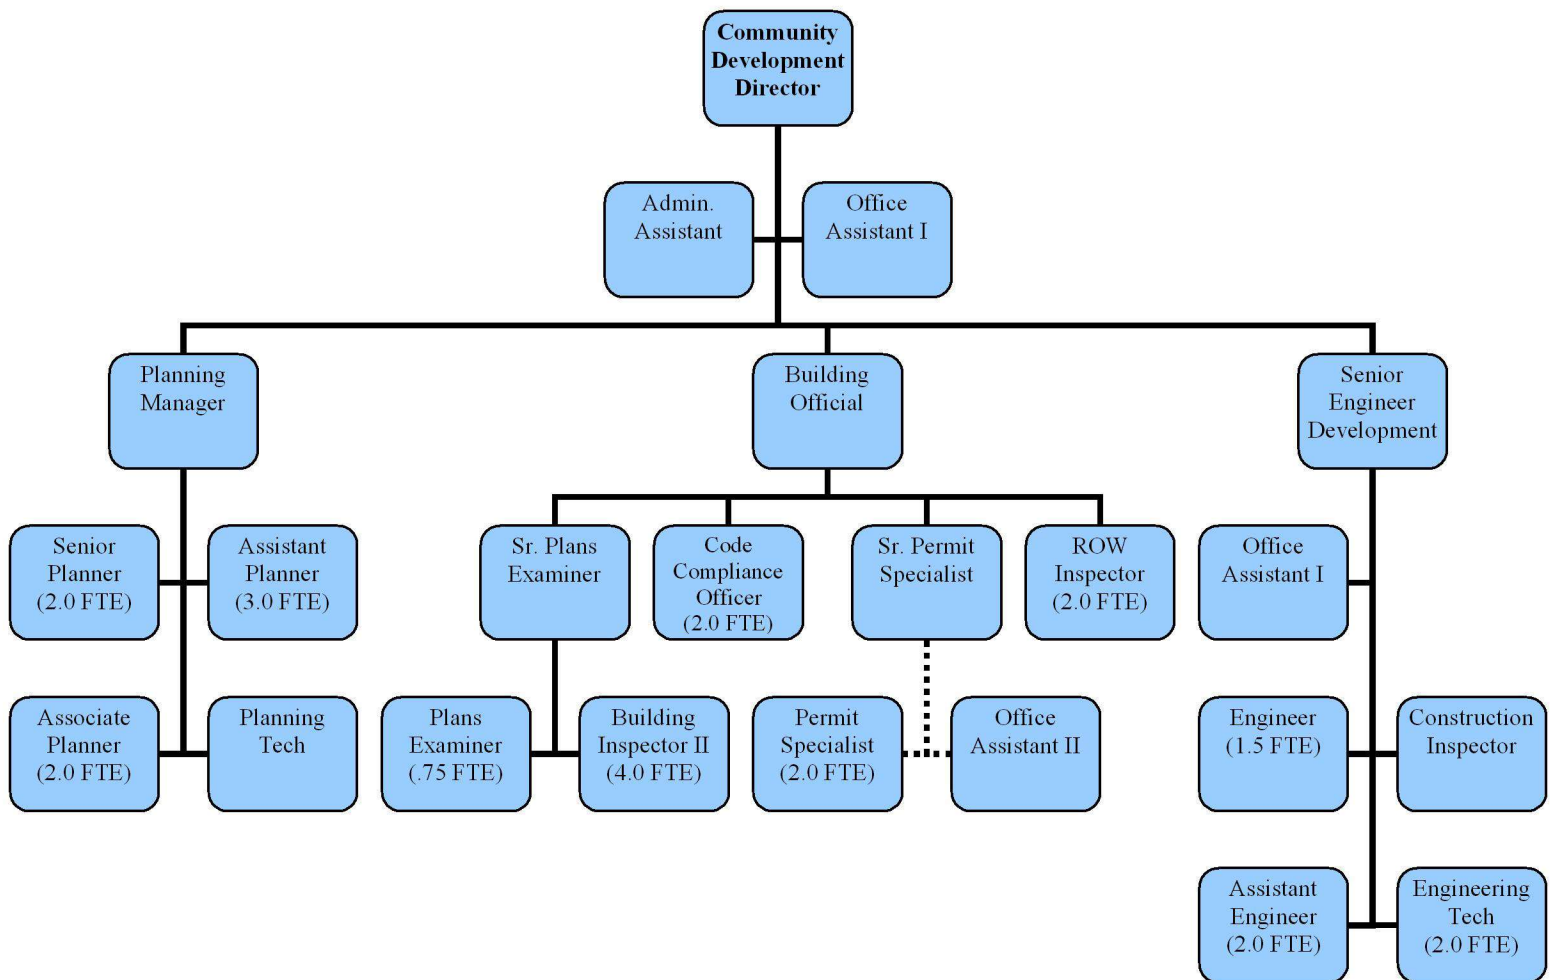 Community
Development
Director
Admin.
Assistant
Office
Assistant I
Planning
Manager
Building
Official
Senior
Engineer
Development
Senior
Planner
(2.0 FTE)
Assistant
Planner
(3.0 FTE)
Sr. Plans
Examiner
Code
Compliance
Officer
(2.0 FTE)
Sr. Permit
Specialist
ROW
Inspector
(2.0 FTE)
Office
Assistant I
Associate
Planner
(2.0 FTE)
Planning
Tech
Plans
Examiner
(.75 FTE)
Building
Inspector II
(4.0 FTE)
Permit
Specialist
(2.0 FTE)
Office
Assistant II
Engineer
(1.5 FTE)
Construction
Inspector
Assistant
Engineer
(2.0 FTE)
Engineering
Tech
(2.0 FTE)